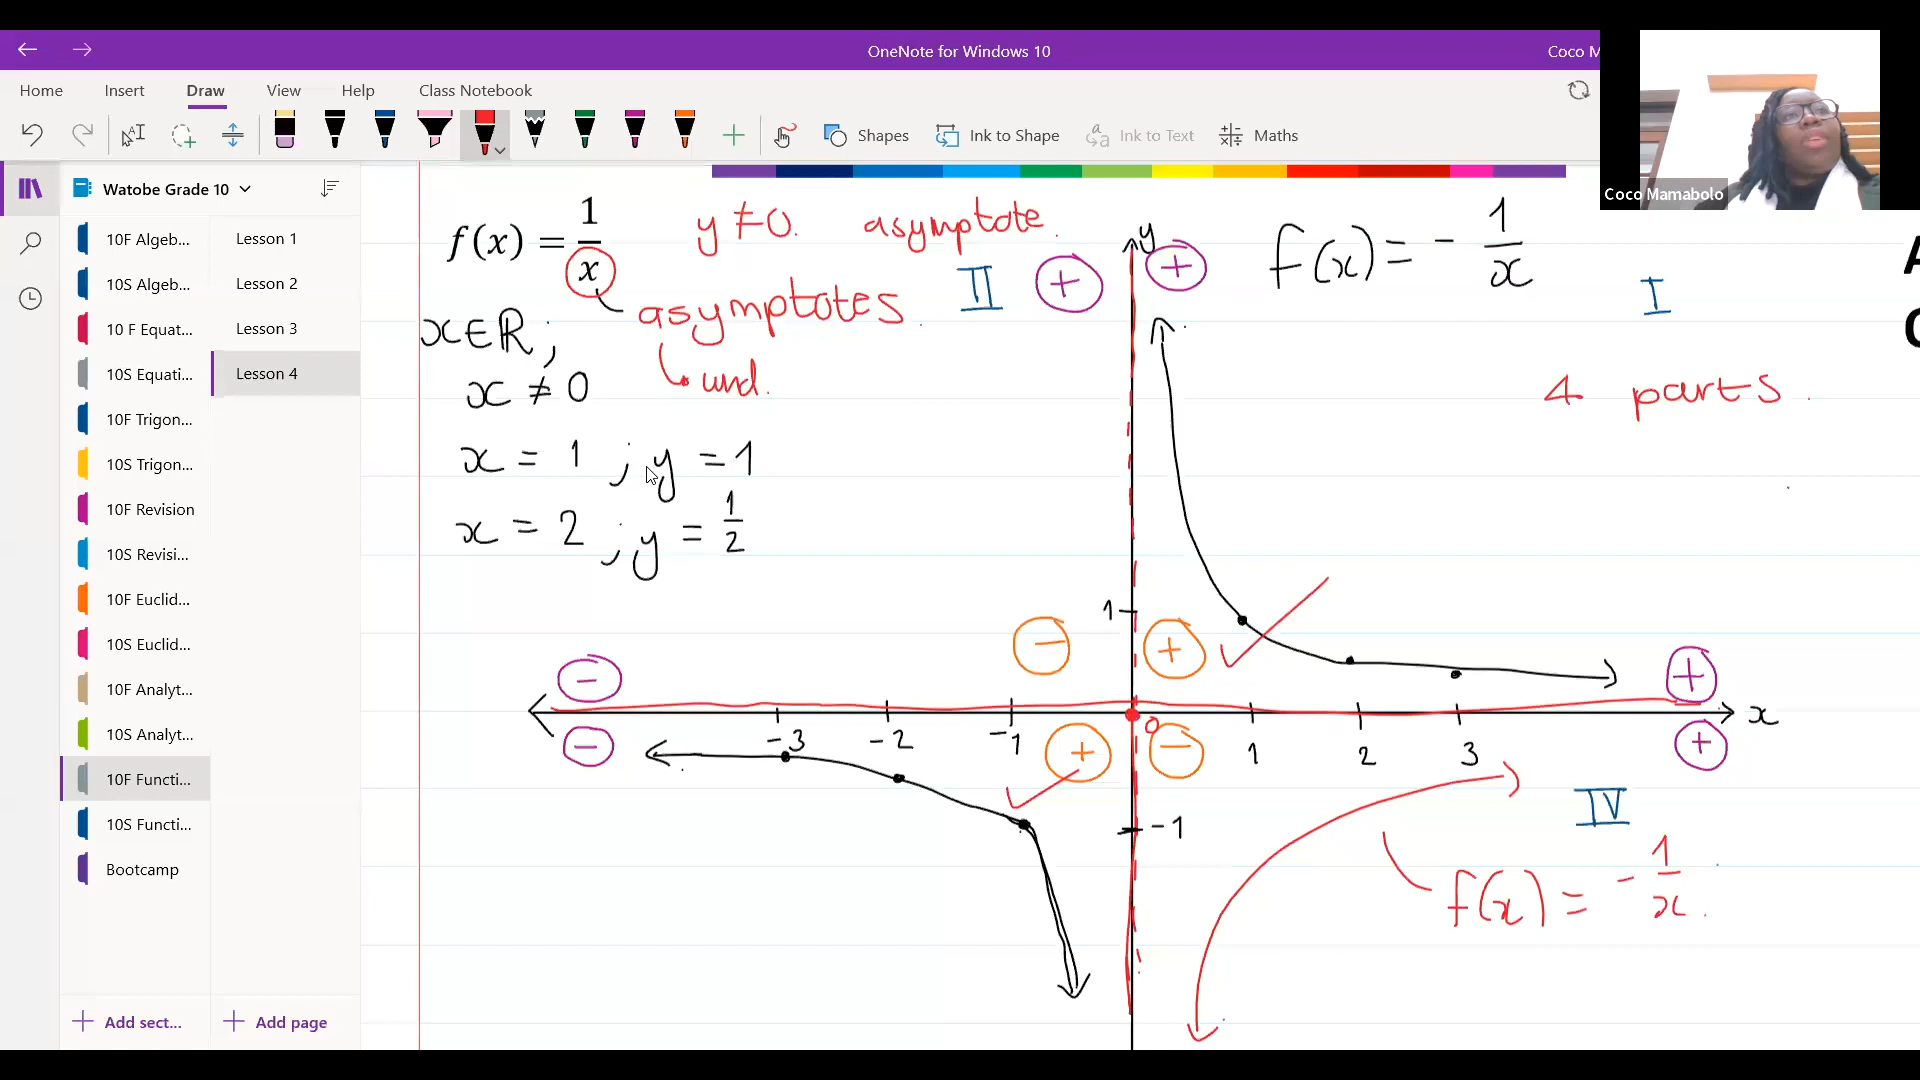 OneNote for Windows 10
Coco M
Home Insert Draw View Help Class Notebook
Shapes Ink to Shape Ink to Text Maths
Coco Mamabolo
Watobe Grade 10
10F Algeb...
10S Algeb...
10 F Equat...
10S Equati...
10F Trigon...
10S Trigon...
10F Revision
10S Revisi...
10F Euclid...
10S Euclid...
10F Analyt...
10S Analyt...
10F Functi...
10S Functi...
Bootcamp
Add sect...
Lesson 1
Lesson 2
Lesson 3
Lesson 4
Add page
f(x) = 1/x
y ≠ 0. asymptote.
asymptotes.
und.
x∈R;
x ≠ 0
x = 1 ; y = 1
x = 2 ; y = 1/2
II + + y
f(x) = - 1/x
I
4 parts.
1
- +
- +
x
-3 -2 -1 0 1 2 3
- + - +
-1
IV
f(x) = - 1/x.